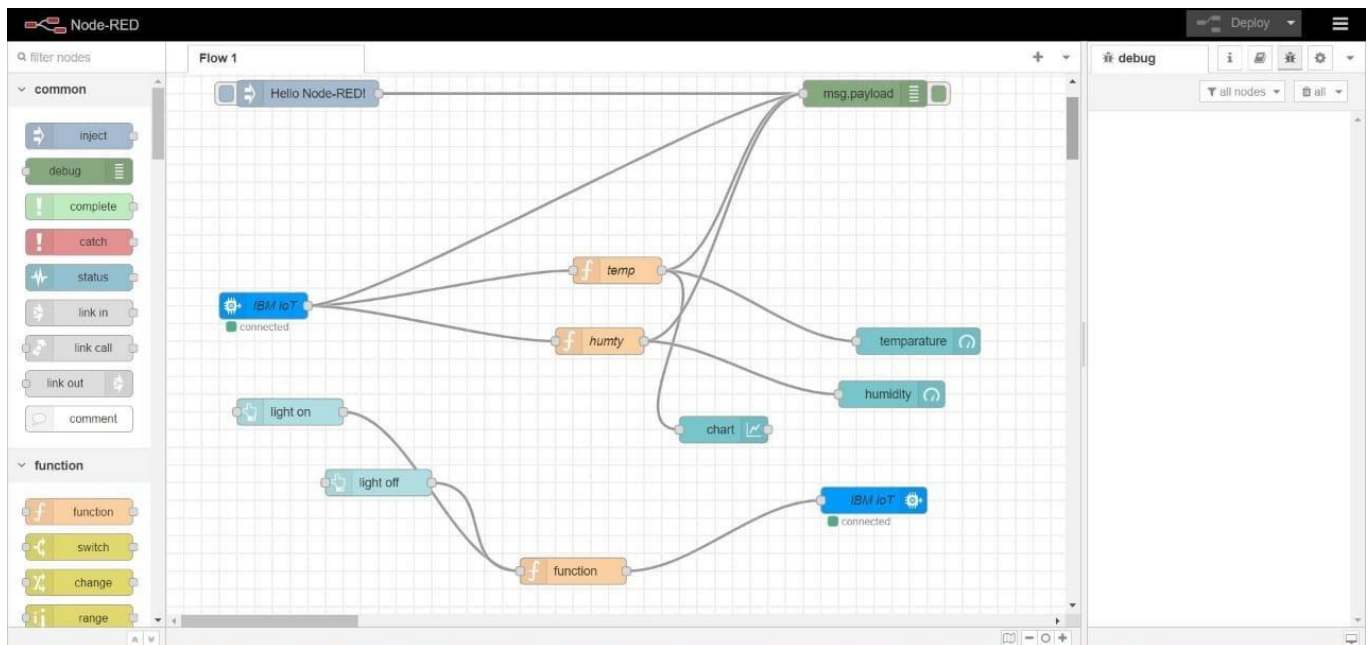 Node-RED
Deploy
filter nodes
Flow 1
debug
i
all nodes
all
common
inject
debug
complete
catch
status
link in
link call
link out
comment
function
function
switch
change
range
Hello Node-RED!
msg.payload
temp
IBM IoT
connected
humty
temparature
humidity
light on
chart
light off
IBM IoT
connected
function